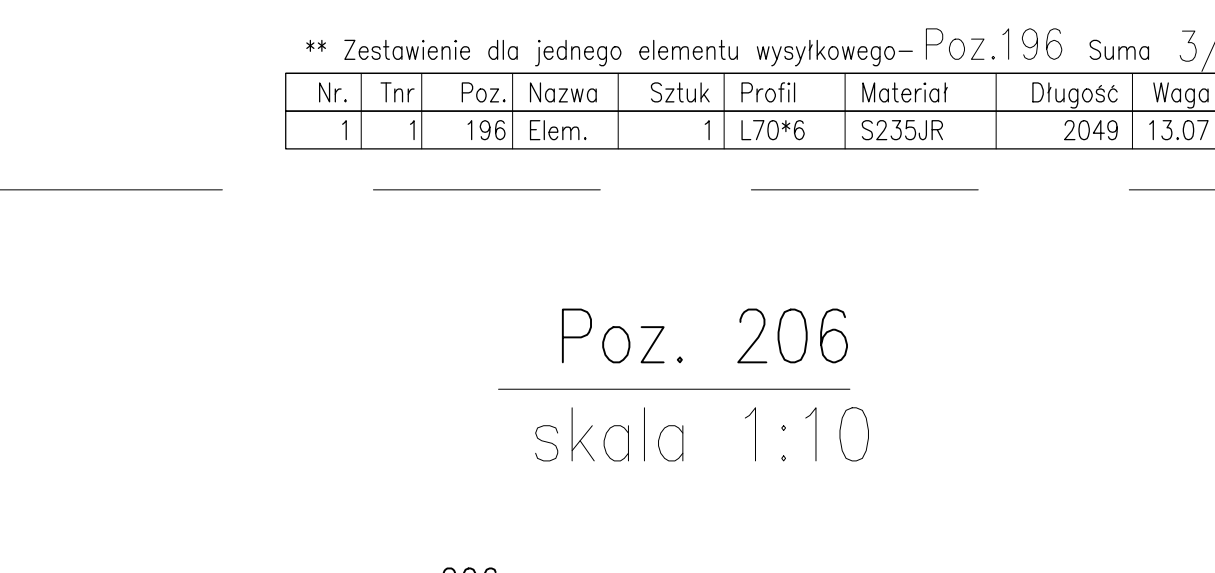 ** Zestawienie dla jednego elementu wysyłkowego– Poz.196 Suma 3/
Nr. Tnr Poz. Nazwa Sztuk Profil Materiał Długość Waga
1 1 196 Elem. 1 L70*6 S235JR 2049 13.07
Poz. 206
skala 1:10